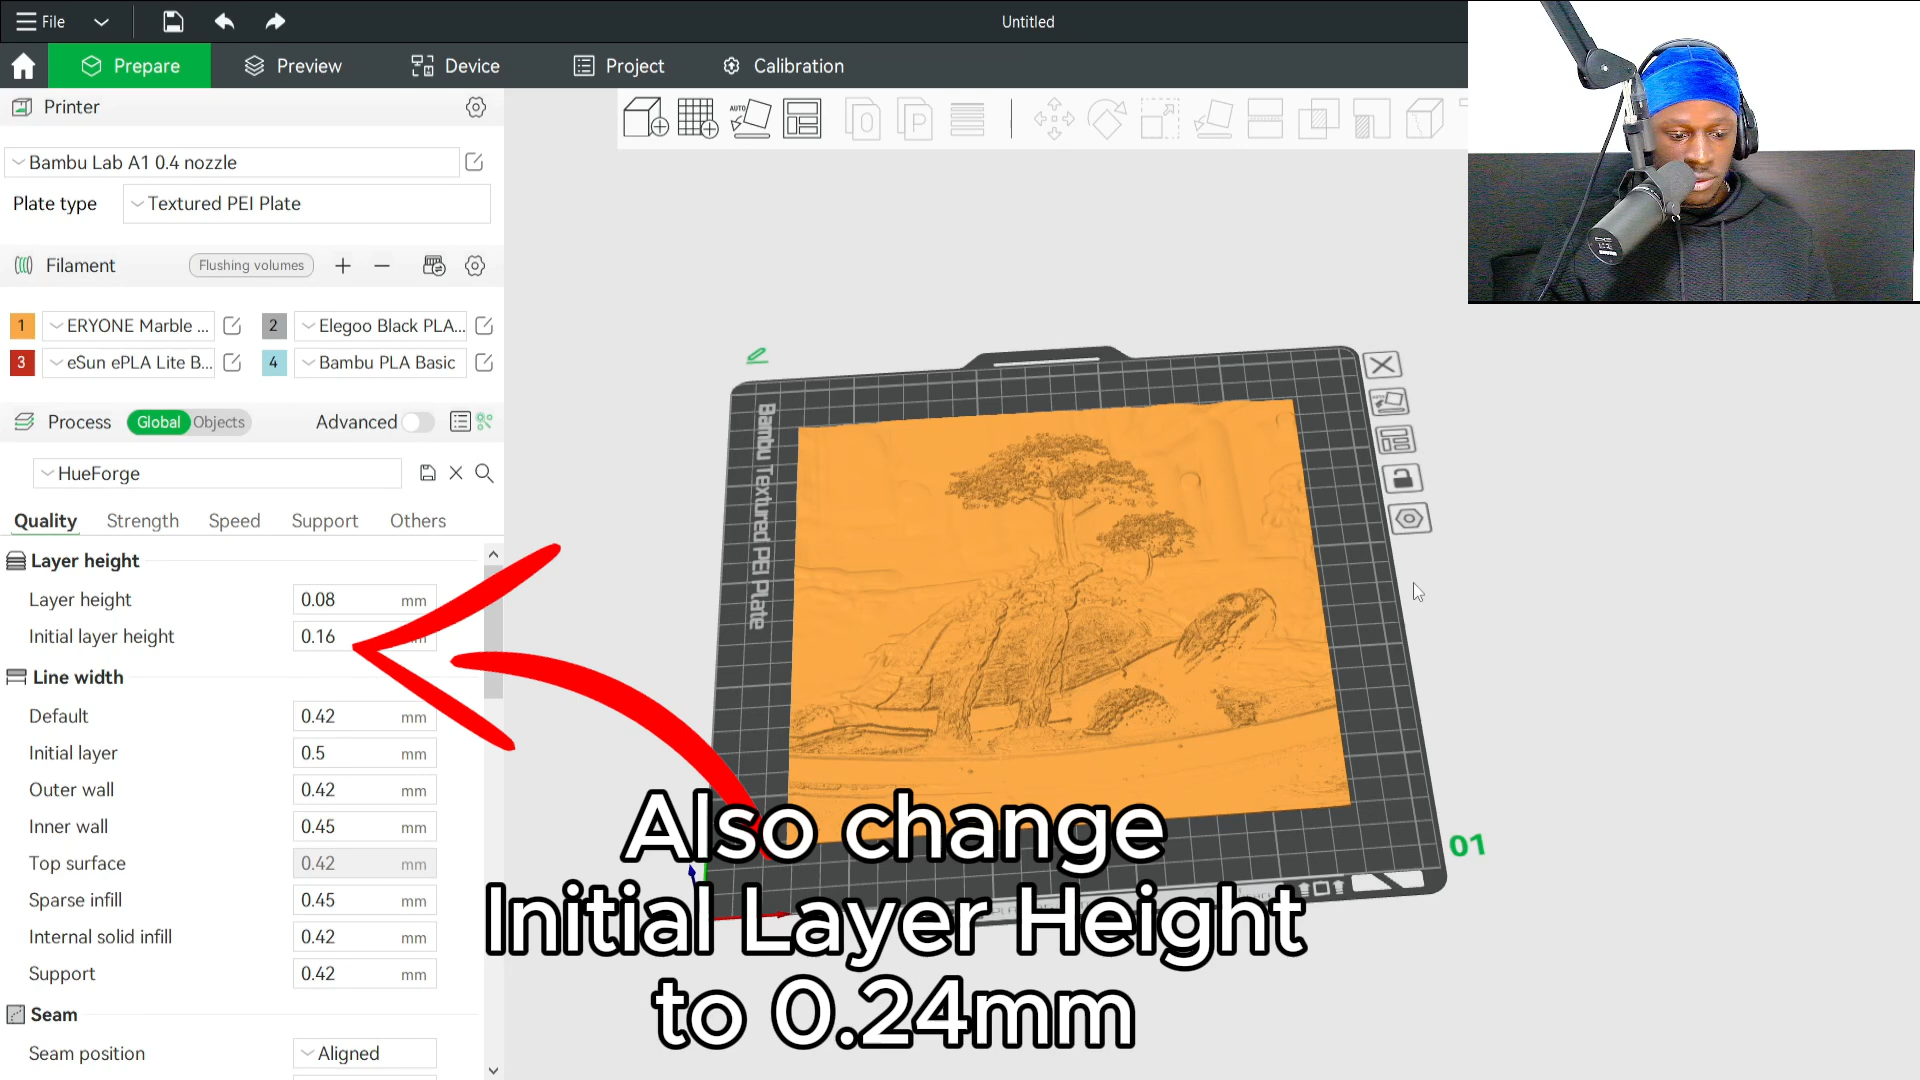 File
Untitled
Prepare
Preview
Device
Project
Calibration
Printer
AUTO
Bambu Lab A1 0.4 nozzle
Plate type
Textured PEI Plate
Filament
Flushing volumes
1
ERYONE Marble ...
2
Elegoo Black PLA...
3
eSun ePLA Lite B...
4
Bambu PLA Basic
Process
Global
Objects
Advanced
HueForge
Quality
Strength
Speed
Support
Others
Layer height
Layer height
0.08
mm
Initial layer height
0.16
Line width
Default
0.42
mm
Initial layer
0.5
mm
Outer wall
0.42
mm
Inner wall
0.45
mm
Top surface
0.42
mm
Sparse infill
0.45
mm
Internal solid infill
0.42
mm
Support
0.42
mm
Seam
Seam position
Aligned
Bambu Textured PEI Plate
01
Also change
Initial Layer Height
to 0.24mm